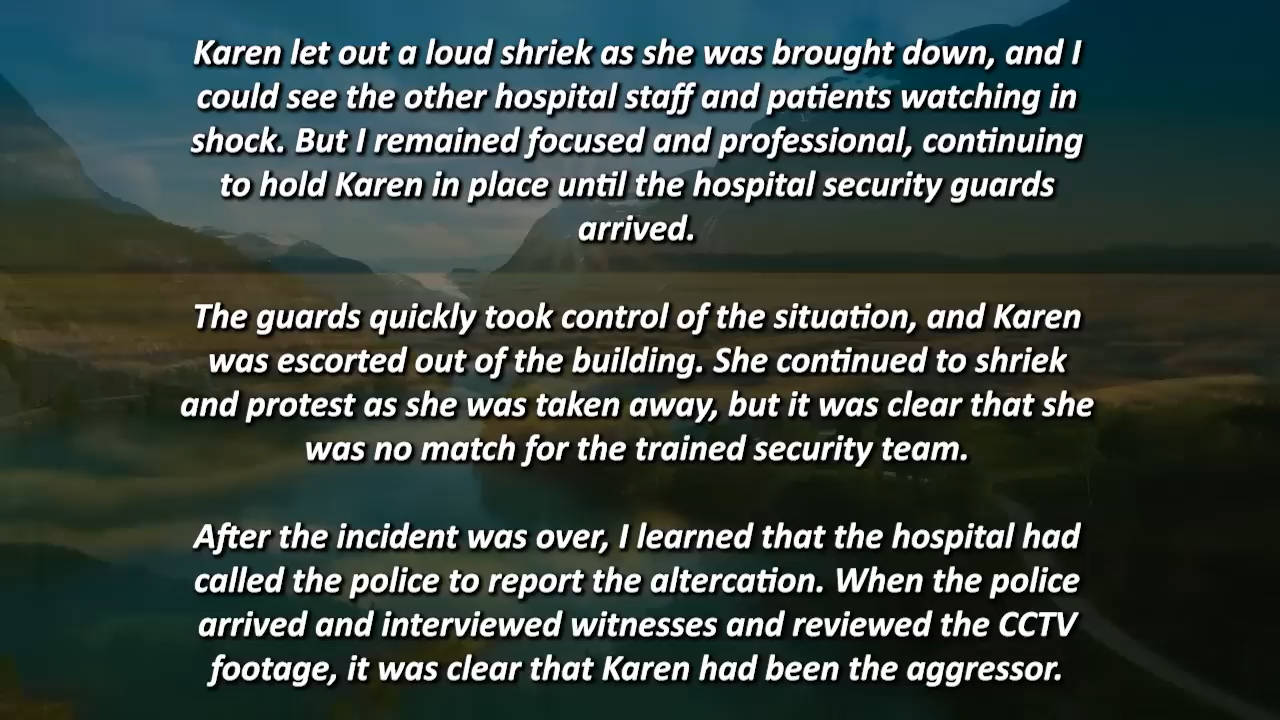 Karen let out a loud shriek as she was brought down, and I
could see the other hospital staff and patients watching in
shock. But I remained focused and professional, continuing
to hold Karen in place until the hospital security guards
arrived.
The guards quickly took control of the situation, and Karen
was escorted out of the building. She continued to shriek
and protest as she was taken away, but it was clear that she
was no match for the trained security team.
After the incident was over, I learned that the hospital had
called the police to report the altercation. When the police
arrived and interviewed witnesses and reviewed the CCTV
footage, it was clear that Karen had been the aggressor.